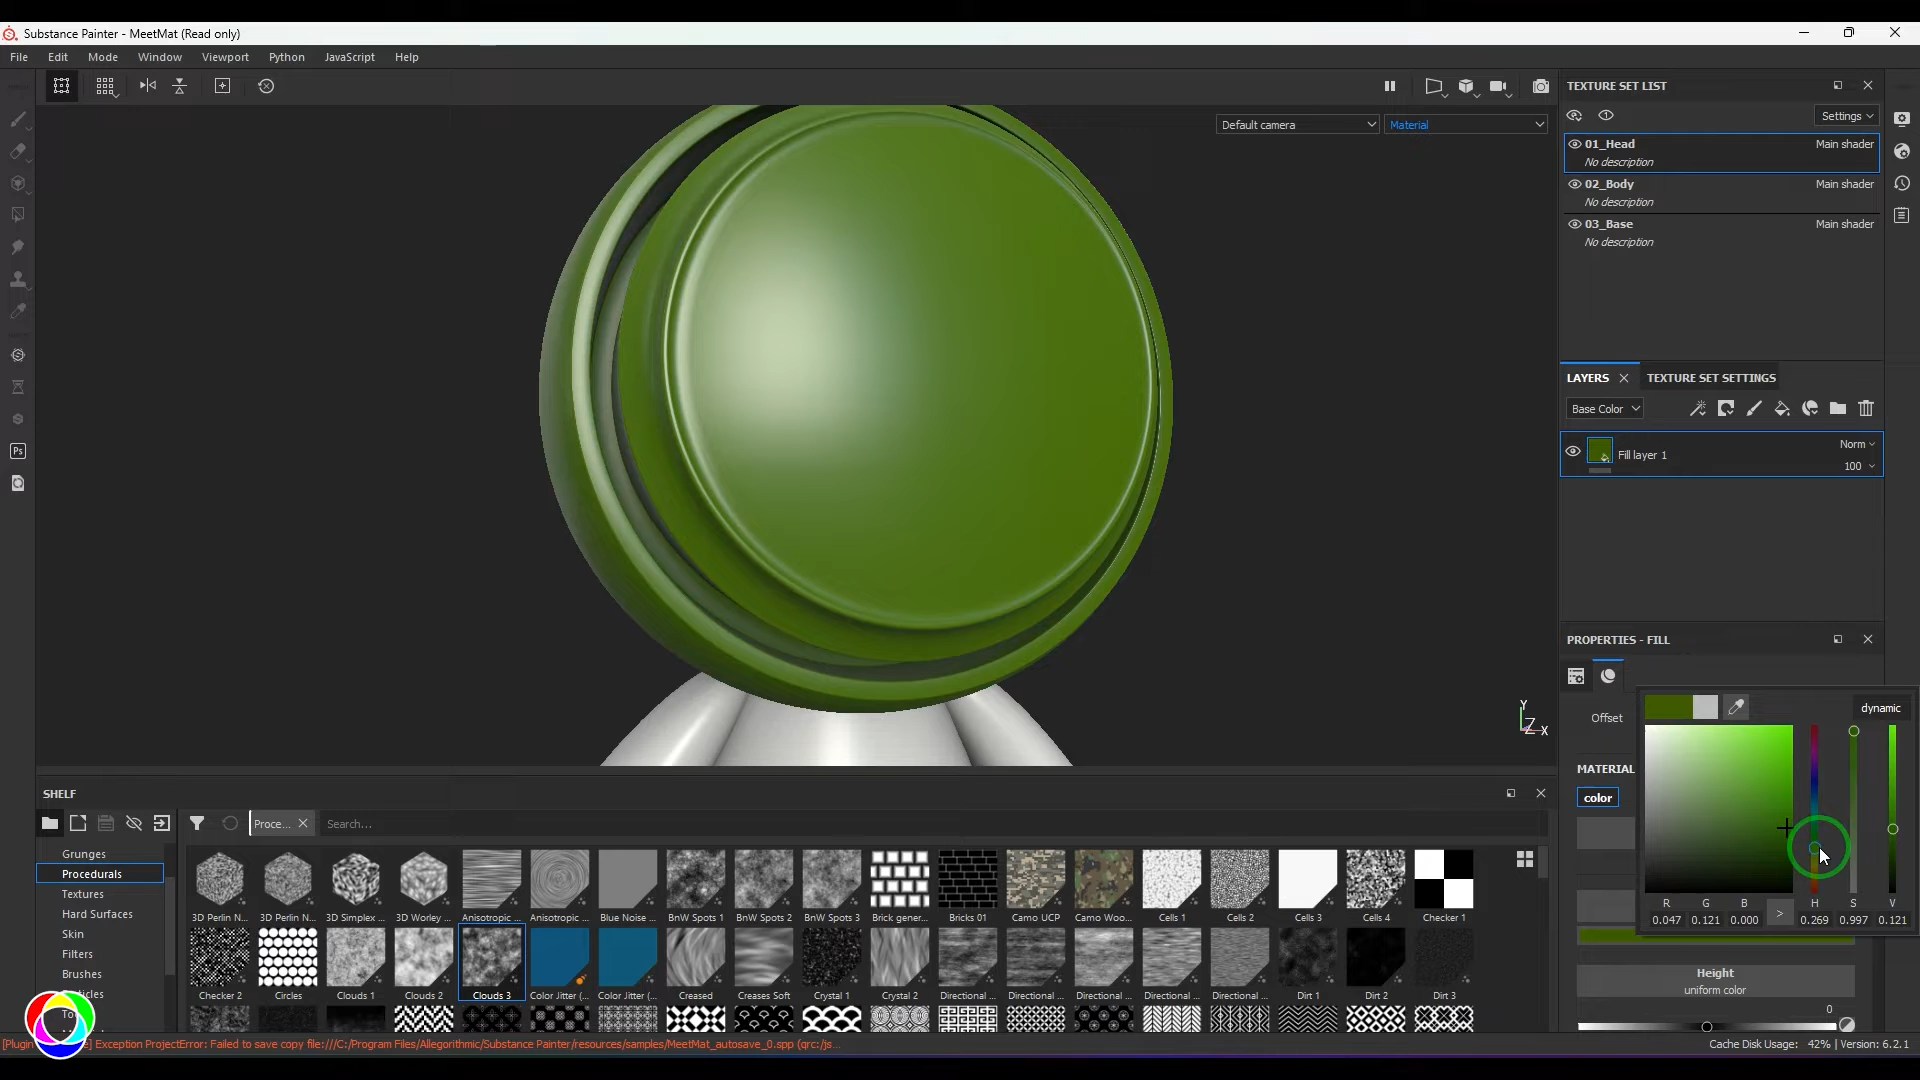 Substance Painter - MeetMat (Read only)
File Edit Mode Window Viewport Python JavaScript Help
Default camera Material
TEXTURE SET LIST
Settings
01_Head Main shader
No description
02_Body Main shader
No description
03_Base Main shader
No description
LAYERS TEXTURE SET SETTINGS
Base Color
Fill layer 1 Norm
100
PROPERTIES - FILL
Offset
dynamic
MATERIAL
color
R G B > H S V
0.047 0.121 0.000 0.269 0.997 0.121
Height
uniform color
0
Y
Z X
Ps
SHELF
Proce... Search...
Grunges
Procedurals
Textures
Hard Surfaces
Skin
Filters
Brushes
3D Perlin N... 3D Perlin N... 3D Simplex ... 3D Worley ... Anisotropic ... Anisotropic ... Blue Noise ... BnW Spots 1 BnW Spots 2 BnW Spots 3 Brick gener... Bricks 01 Camo UCP Camo Woo... Cells 1 Cells 2 Cells 3 Cells 4 Checker 1
Checker 2 Circles Clouds 1 Clouds 2 Clouds 3 Color Jitter (... Color Jitter (... Creased Creases Soft Crystal 1 Crystal 2 Directional ... Directional ... Directional ... Directional ... Directional ... Dirt 1 Dirt 2 Dirt 3
[Plugin e] Exception ProjectError: Failed to save copy file:///C:/Program Files/Allegorithmic/Substance Painter/resources/samples/MeetMat_autosave_0.spp (qrc:/js...
Cache Disk Usage: 42% | Version: 6.2.1